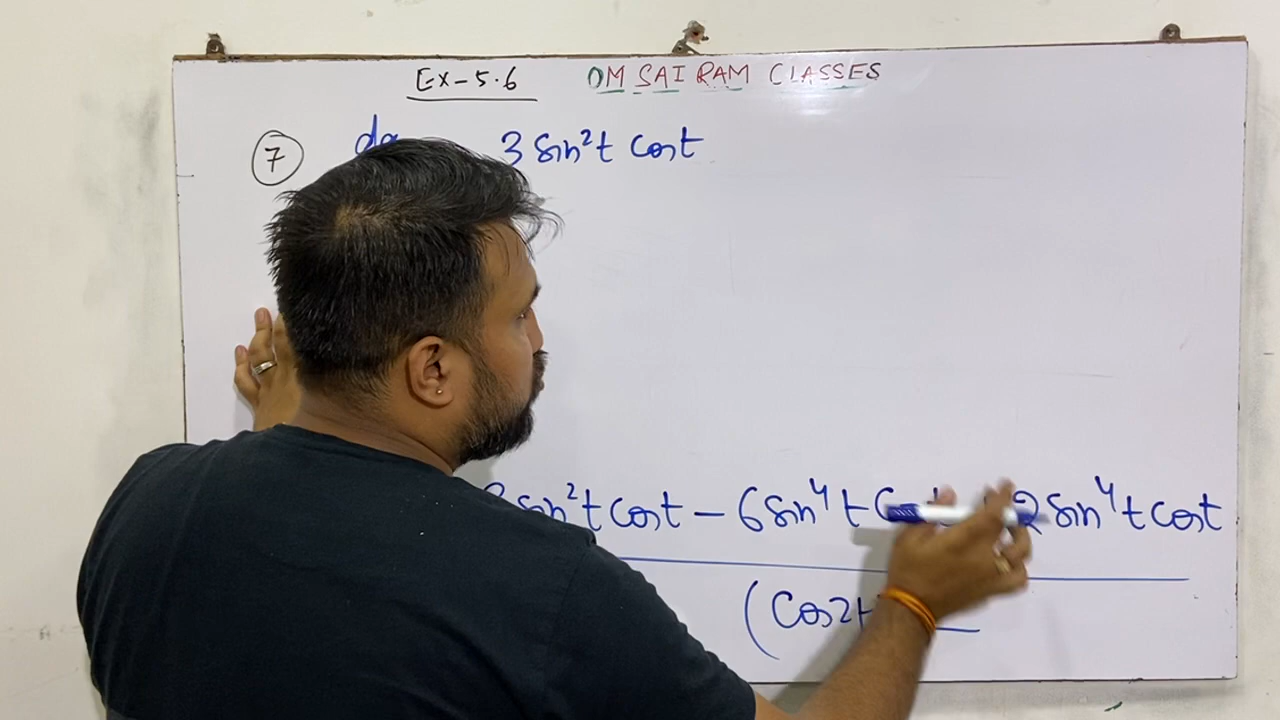 Ex-5.6 OM SAI RAM CLASSES
7 3 sin²t cost
sin²t cost - 6 sin⁴t 2 sin⁴t cost
(Cos2t